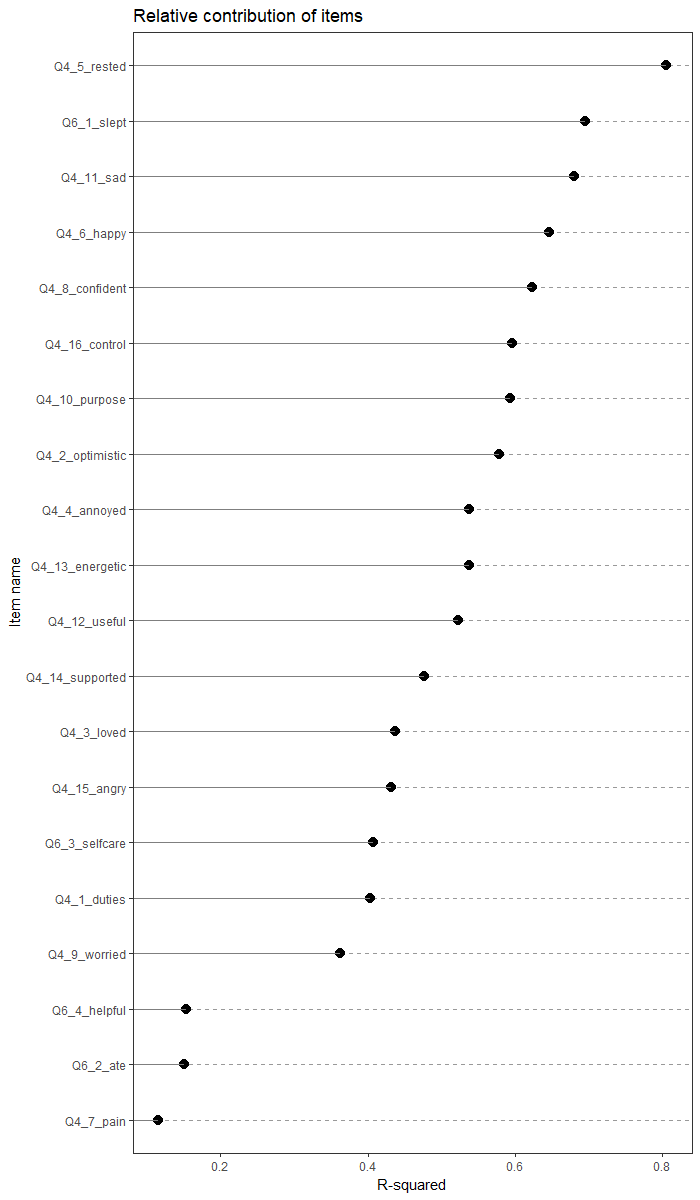 Relative contribution of items
Item name
Q4_5_rested
Q6_1_slept
Q4_11_sad
Q4_6_happy
Q4_8_confident
Q4_16_control
Q4_10_purpose
Q4_2_optimistic
Q4_4_annoyed
Q4_13_energetic
Q4_12_useful
Q4_14_supported
Q4_3_loved
Q4_15_angry
Q6_3_selfcare
Q4_1_duties
Q4_9_worried
Q6_4_helpful
Q6_2_ate
Q4_7_pain
0.2 0.4 0.6 0.8
R-squared